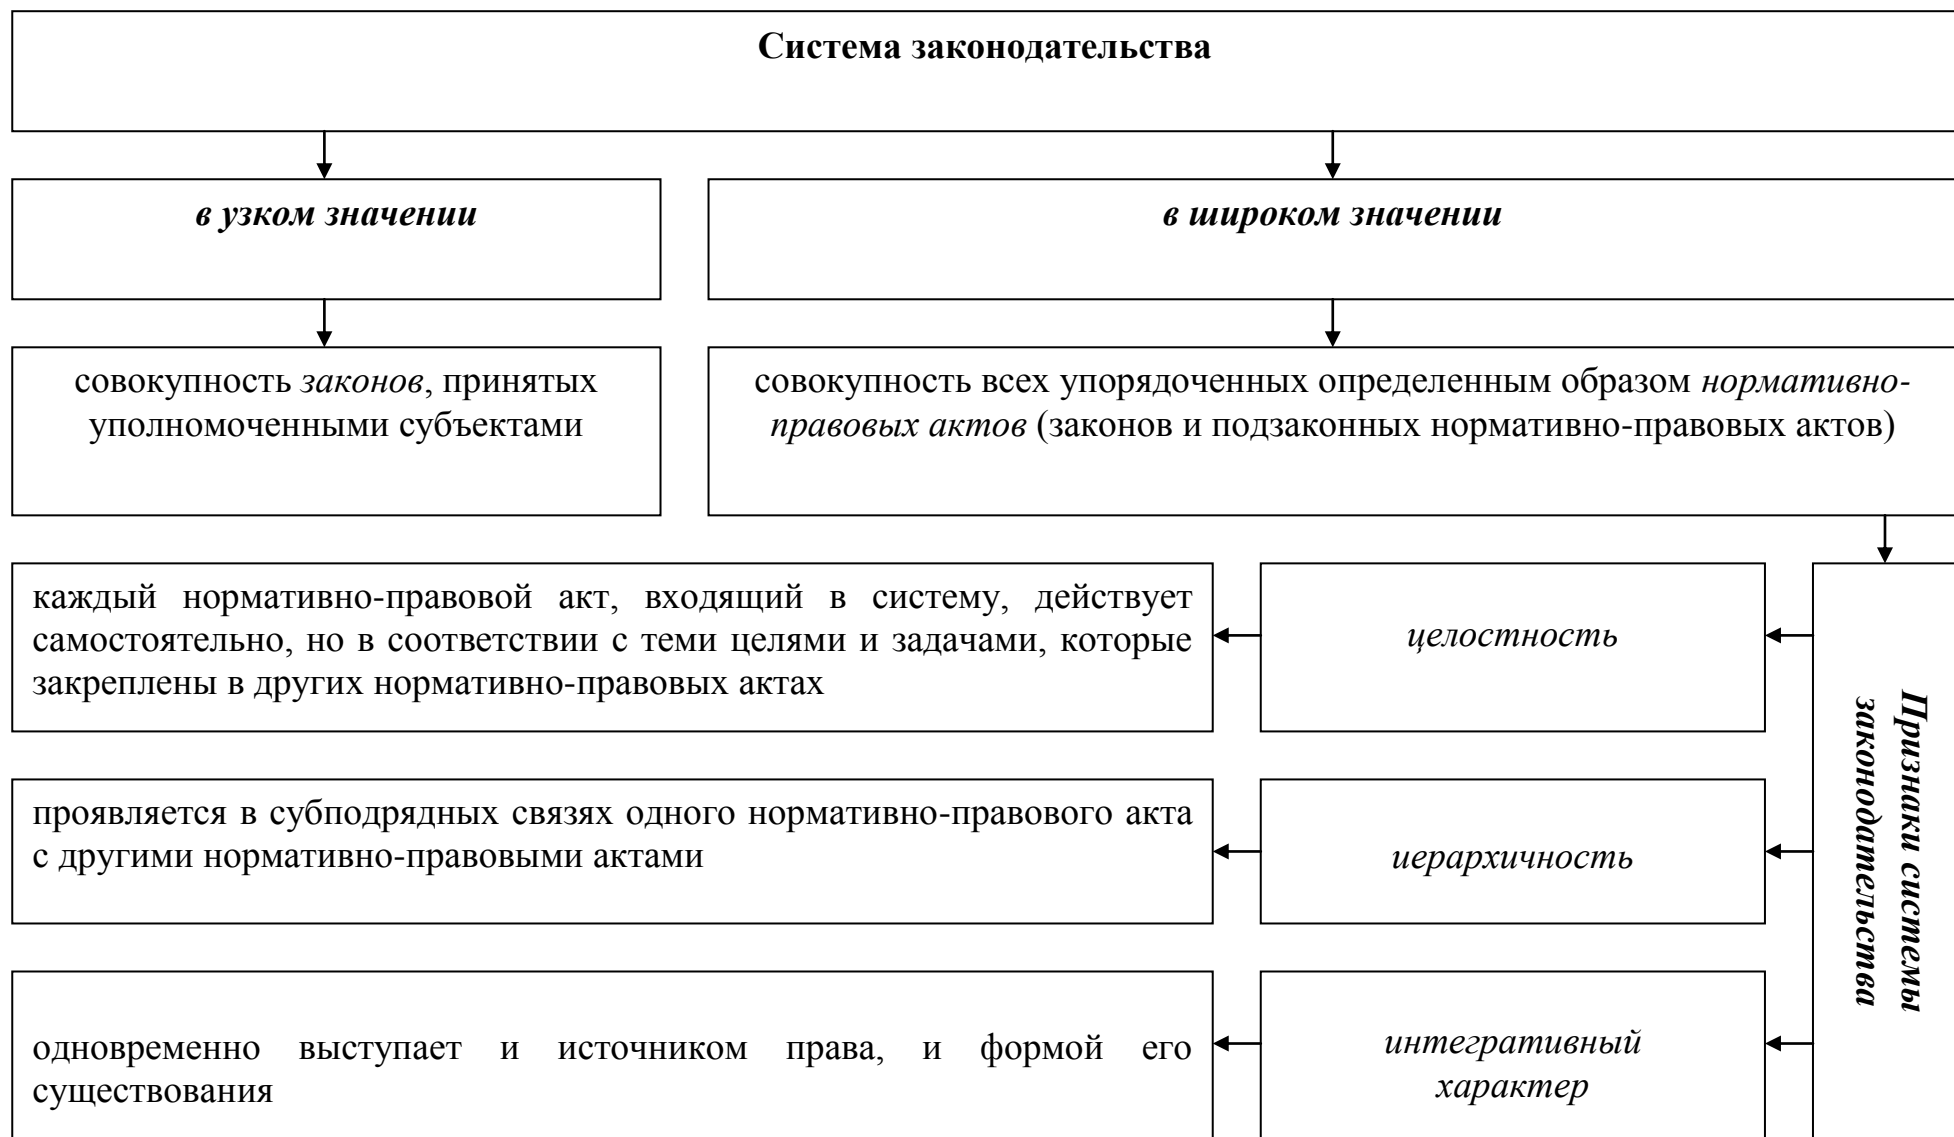 Система законодательства
в узком значении
в широком значении
совокупность законов, принятых
уполномоченными субъектами
совокупность всех упорядоченных определенным образом нормативно-
правовых актов (законов и подзаконных нормативно-правовых актов)
Признаки системы
законодательства
целостность
каждый нормативно-правовой акт, входящий в систему, действует
самостоятельно, но в соответствии с теми целями и задачами, которые
закреплены в других нормативно-правовых актах
иерархичность
проявляется в субподрядных связях одного нормативно-правового акта
с другими нормативно-правовыми актами
интегративный
характер
одновременно выступает и источником права, и формой его
существования